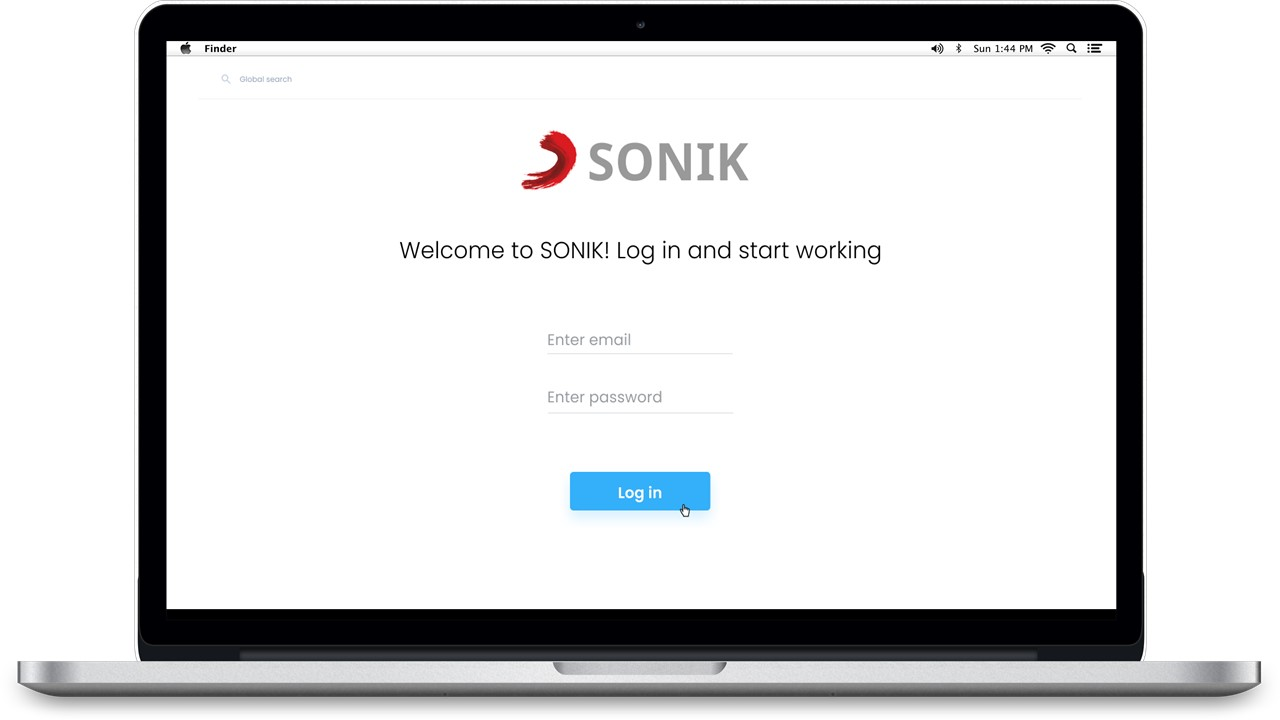 Finder
Sun 1:44 PM
Global search
SONIK
Welcome to SONIK! Log in and start working
Enter email
Enter password
Log in